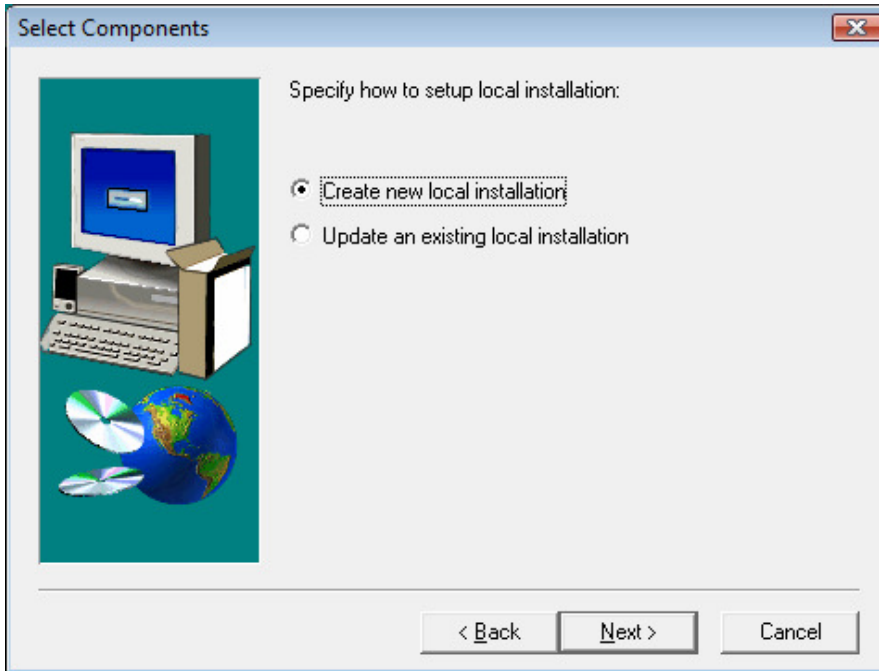 Select Components
Specify how to setup local installation:
Create new local installation
Update an existing local installation
< Back
Next >
Cancel